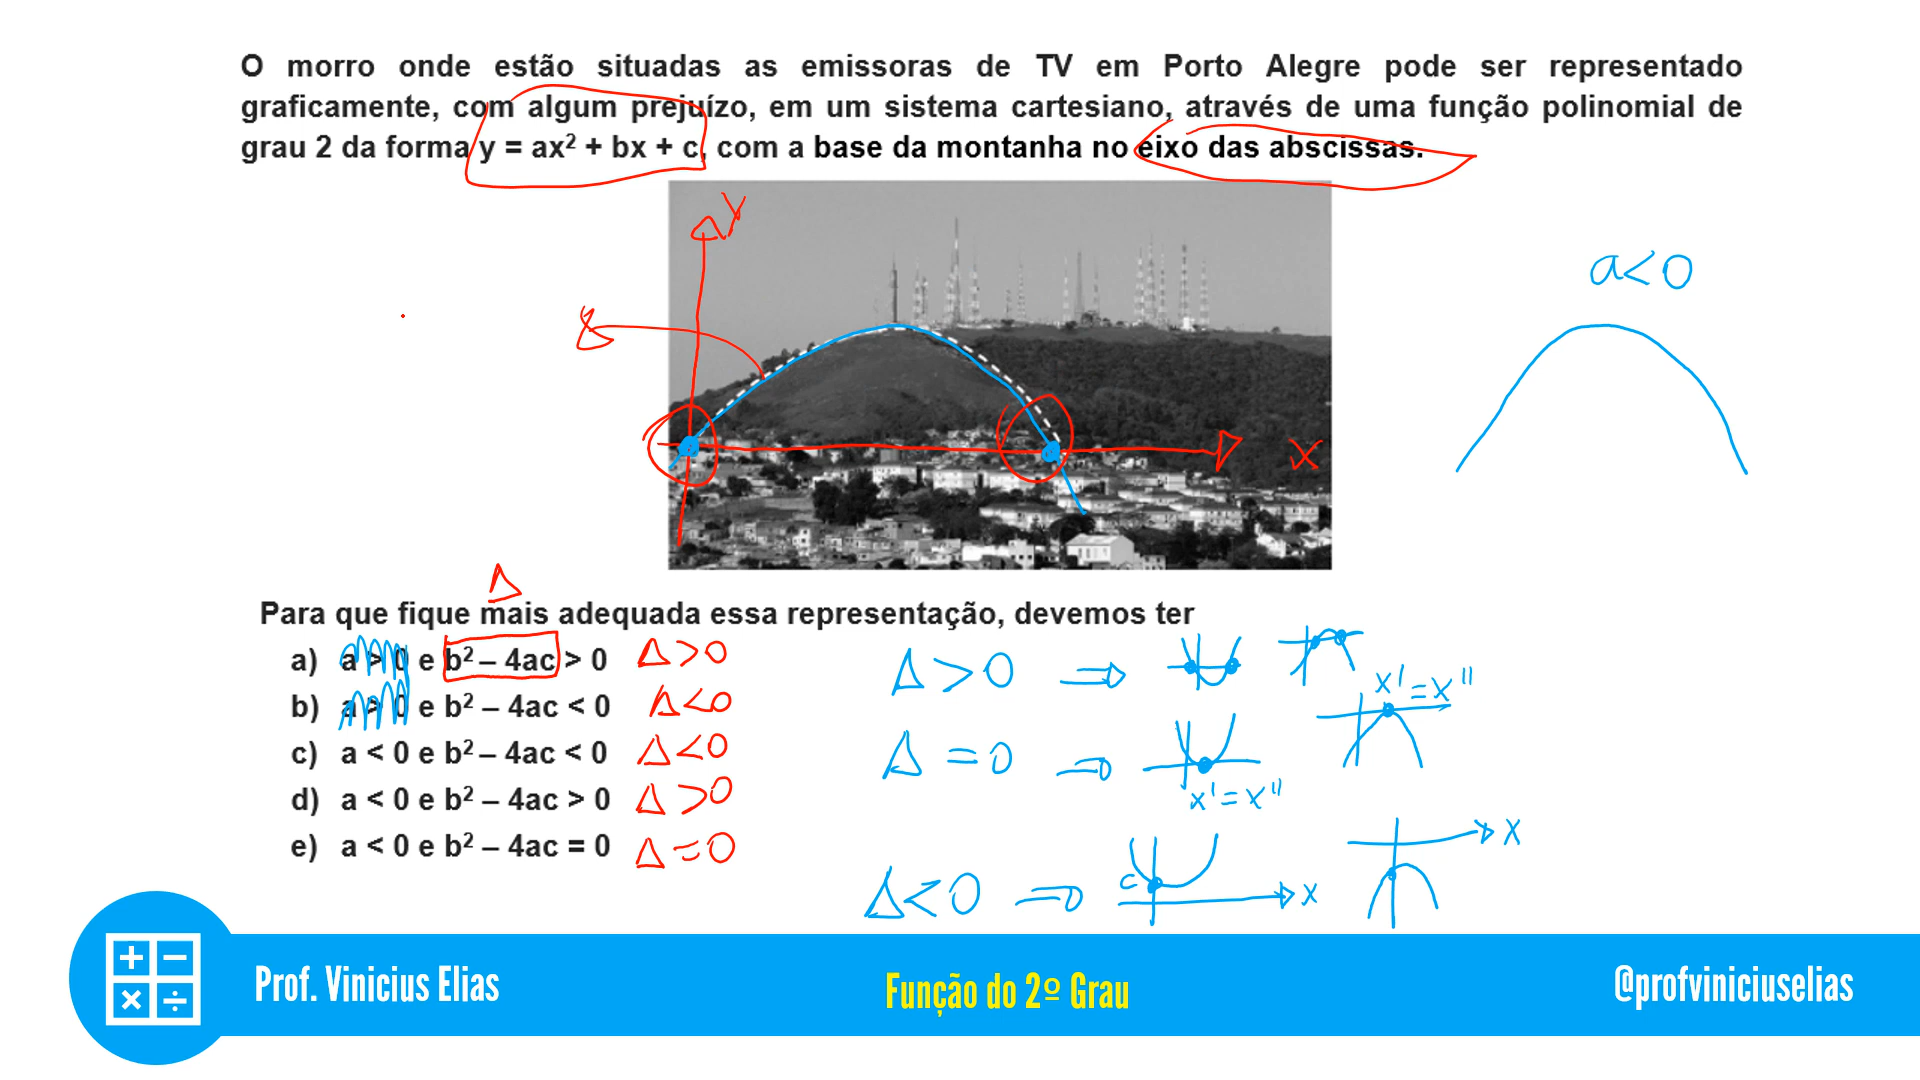 O morro onde estão situadas as emissoras de TV em Porto Alegre pode ser representado
graficamente, com algum prejuízo, em um sistema cartesiano, através de uma função polinomial de
grau 2 da forma y = ax² + bx + c, com a base da montanha no eixo das abscissas.
y
a<0
x
Δ
Para que fique mais adequada essa representação, devemos ter
a) a > 0 e b² – 4ac > 0 Δ>0
b) a > 0 e b² – 4ac < 0 Δ<0
c) a < 0 e b² – 4ac < 0 Δ<0
d) a < 0 e b² – 4ac > 0 Δ>0
e) a < 0 e b² – 4ac = 0 Δ=0
Δ>0 ⇒
x'=x''
Δ=0 ⇒
x'=x''
x
Δ<0 ⇒ c x
Prof. Vinicius Elias
Função do 2º Grau
@profviniciuselias